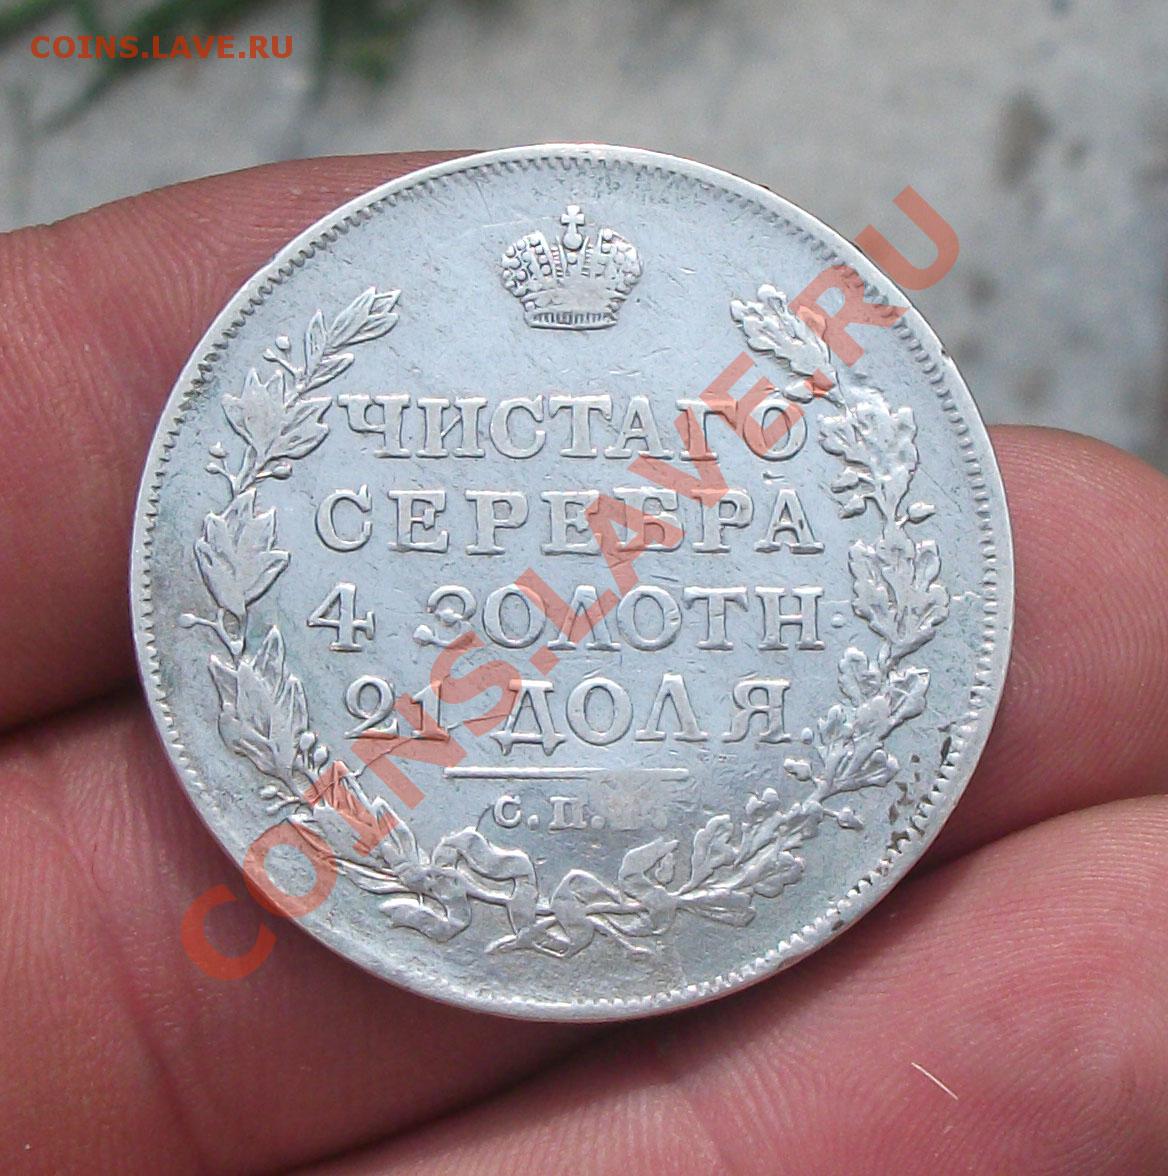 COINS.LAVE.RU
ЧИСТАГО
СЕРЕБРА
4 ЗОЛОТН
21 ДОЛЯ.
С.П.
COINS.LAVE.RU